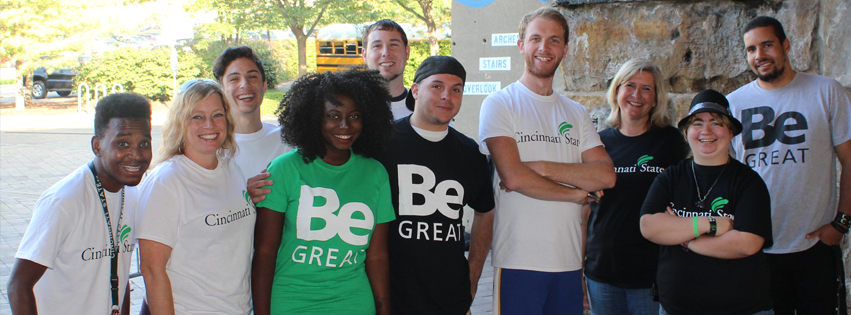 ARCHE
STAIRS
OVERLOOK
Cincinnati State
Cincinnati State
Be
GREAT
Be
GREAT
Cincinnati State
Cincinnati State
Cincinnati State
Be
GREAT